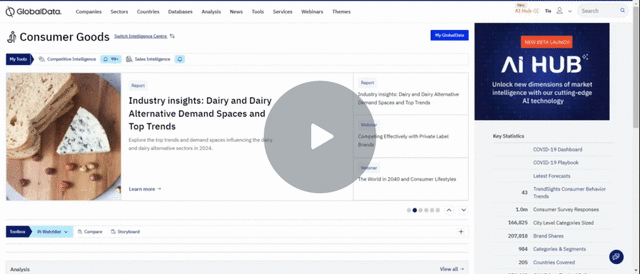 GlobalData.
Companies Sectors Countries Databases Analysis News Tools Services Webinars Themes
AI Hub
Tia
Search
Consumer Goods
Switch Intelligence Centre
My GlobalData
My Tools
Competitive Intelligence
99+
Sales Intelligence
Report
Industry insights: Dairy and Dairy
Alternative Demand Spaces and
Top Trends
Explore the top trends and demand spaces influencing the dairy
and dairy alternative sectors in 2024.
Learn more →
Report
Industry Insights: Dairy and Dairy Alternative
Demand Spaces and Top Trends
Webinar
Competing Effectively with Private Label
Brands
Webinar
The World in 2040 and Consumer Lifestyles
Toolbox
AI Watchlist
Compare
Storyboard
+
Analysis
View all →
NEW BETA LAUNCH
Ai HUB
Unlock new dimensions of market
intelligence with our cutting-edge
AI technology
Key Statistics
COVID-19 Dashboard
COVID-19 Playbook
Latest Forecasts
43 TrendSights Consumer Behavior
Trends
1.0m Consumer Survey Responses
166,825 City Level Categories Sized
207,818 Brand Shares
984 Categories & Segments
205 Countries Covered